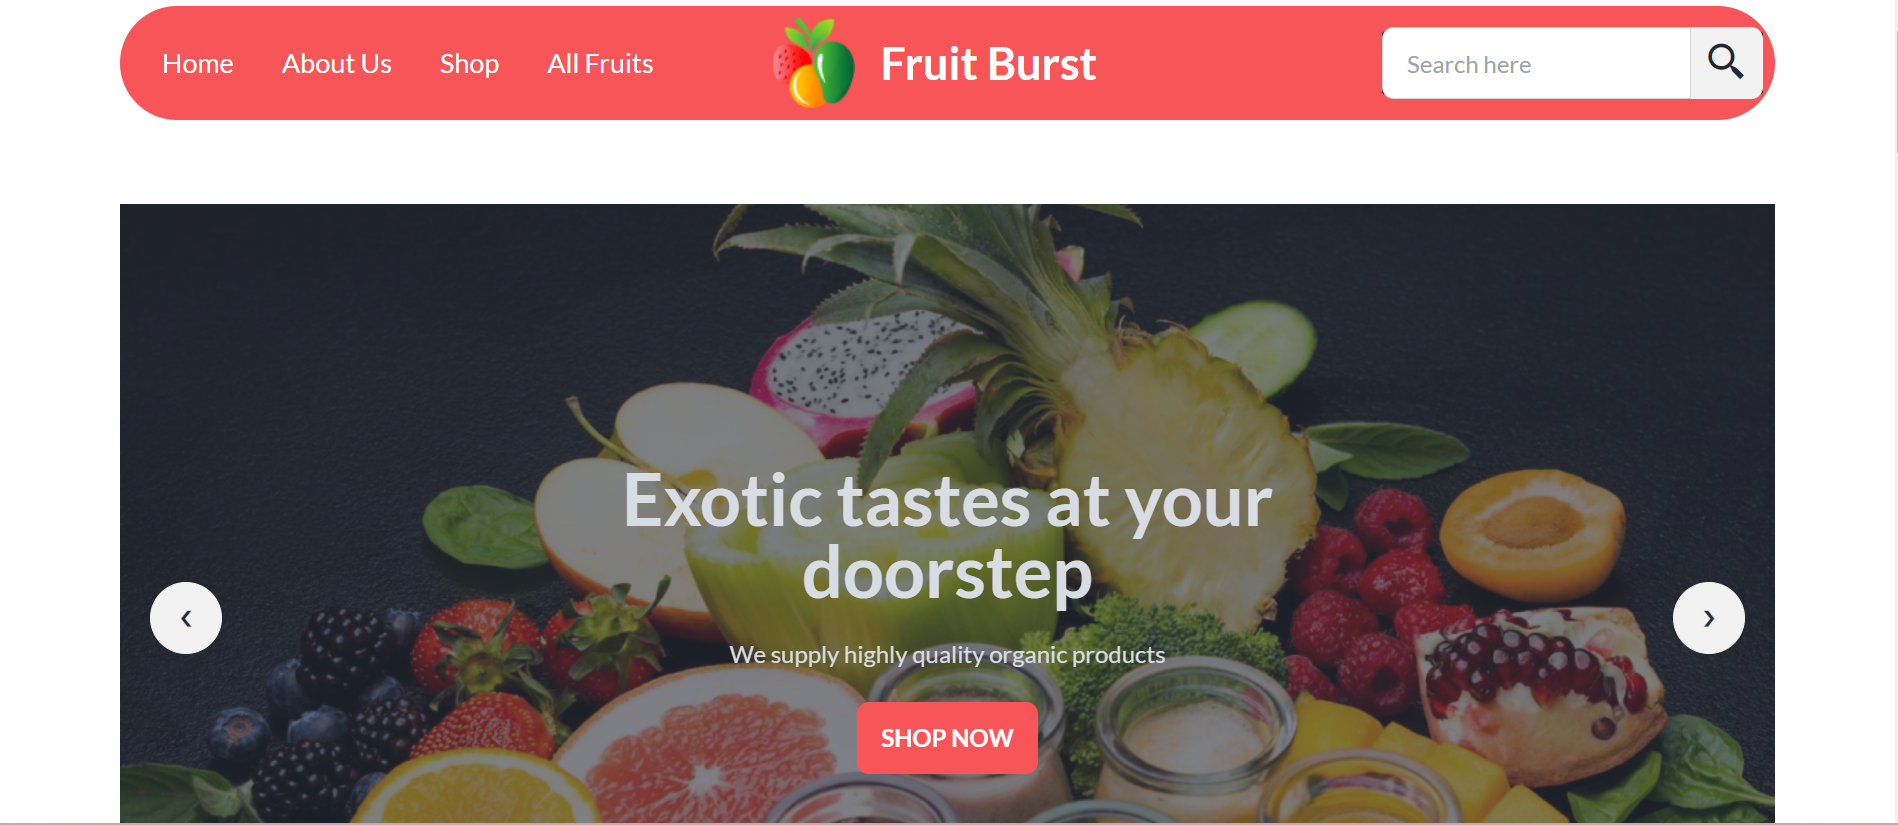 Home About Us Shop All Fruits Fruit Burst Search here
Exotic tastes at your
doorstep
We supply highly quality organic products
SHOP NOW